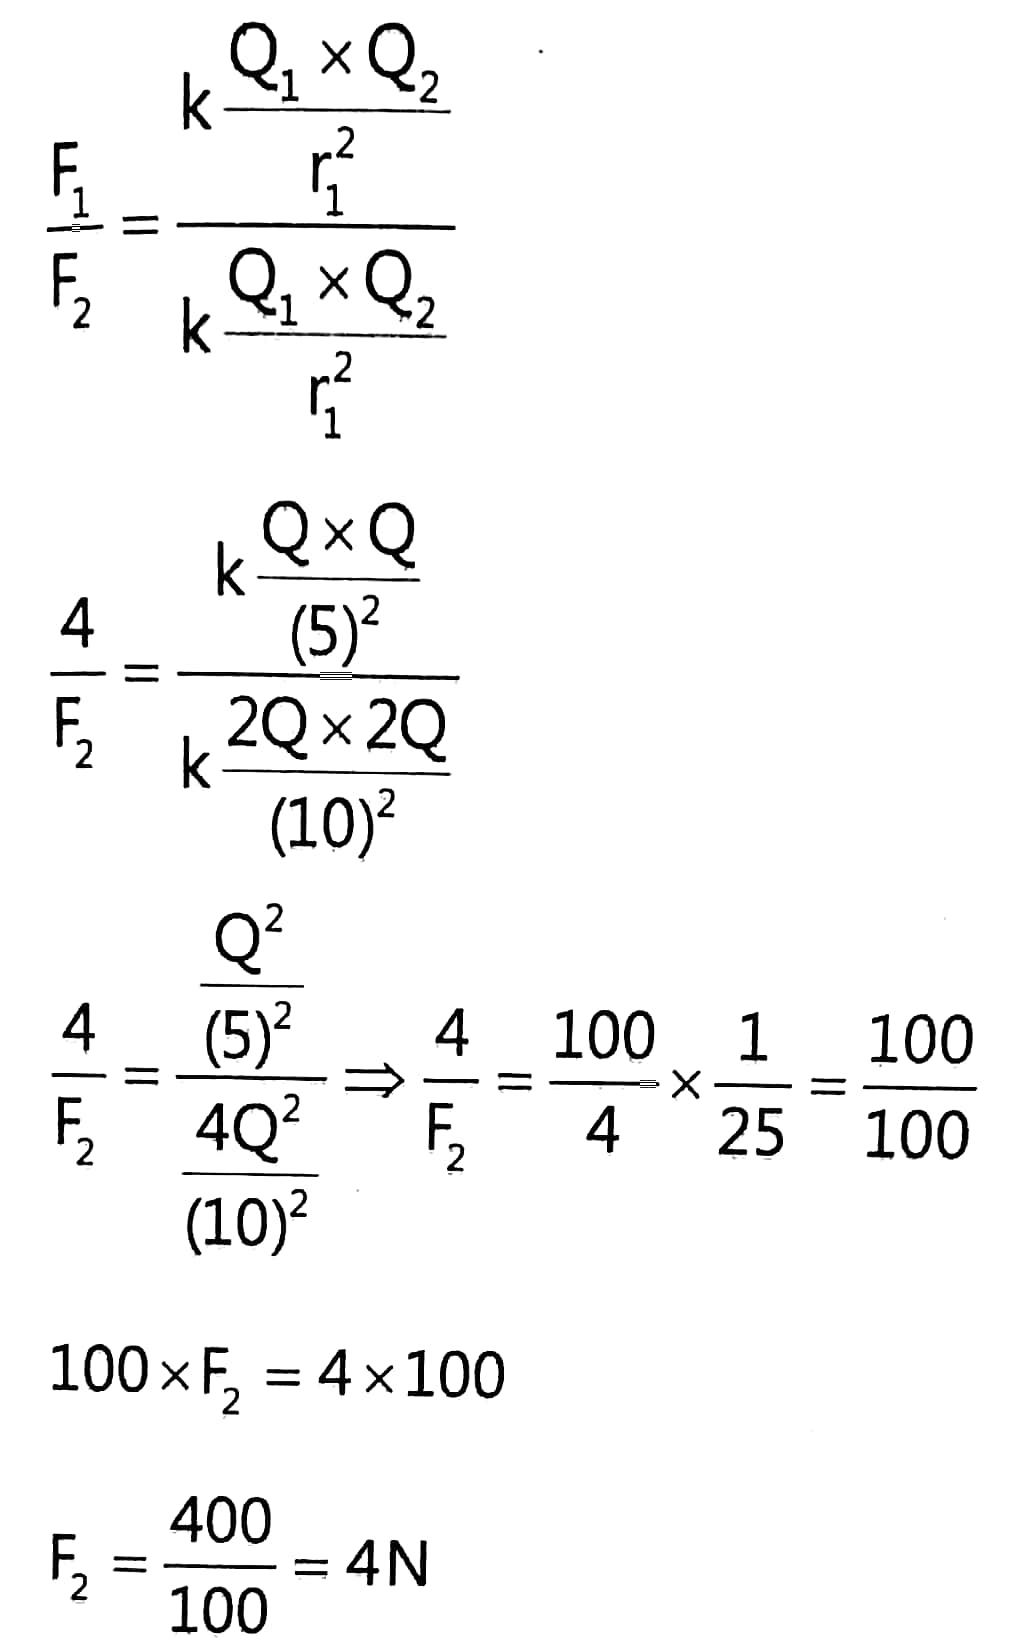 F₁/F₂ = (k (Q₁ × Q₂)/r₁²)/(k (Q₁ × Q₂)/r₁²)
4/F₂ = (k (Q × Q)/(5)²)/(k (2Q × 2Q)/(10)²)
4/F₂ = (Q²/(5)²)/(4Q²/(10)²) ⇒ 4/F₂ = 100/4 × 1/25 = 100/100
100 × F₂ = 4 × 100
F₂ = 400/100 = 4N